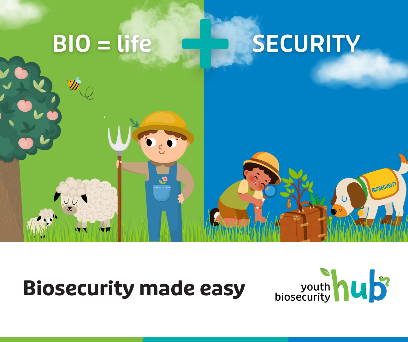 BIO = life
SECURITY
Biosecurity made easy
youth
biosecurity
hub